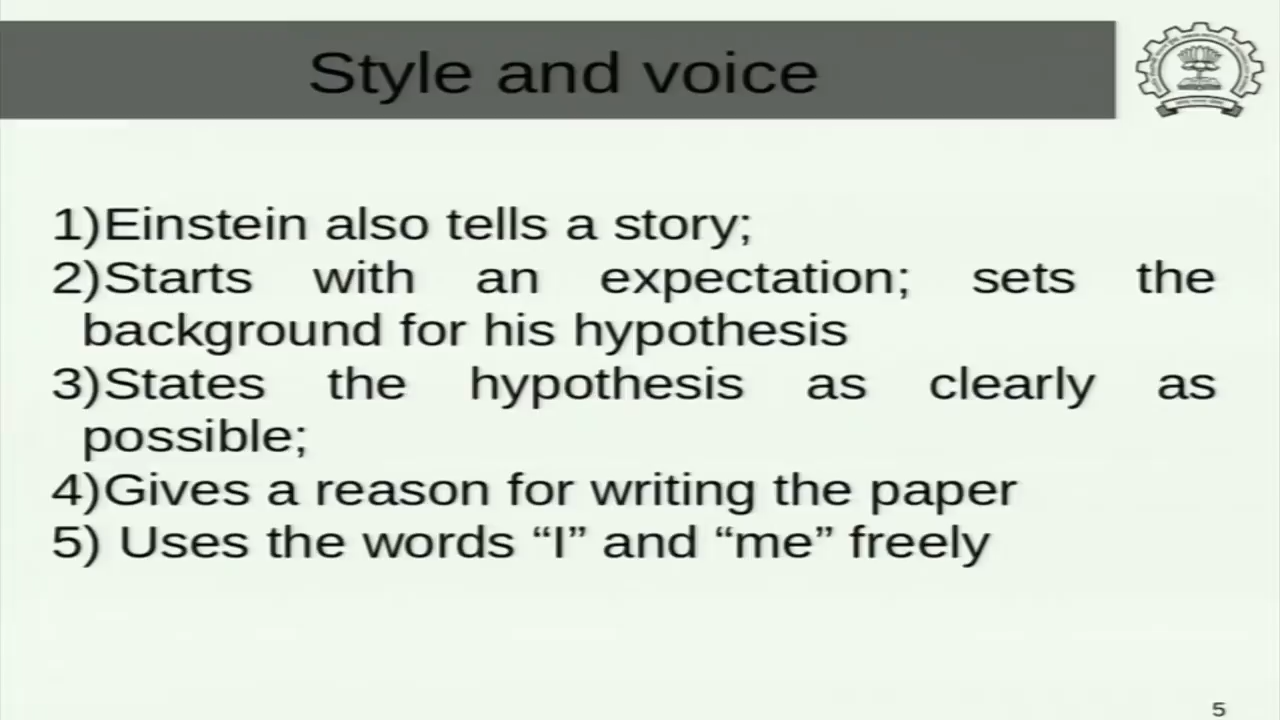 Style and voice
1)Einstein also tells a story;
2)Starts with an expectation; sets the
background for his hypothesis
3)States the hypothesis as clearly as
possible;
4)Gives a reason for writing the paper
5) Uses the words “I” and “me” freely
5